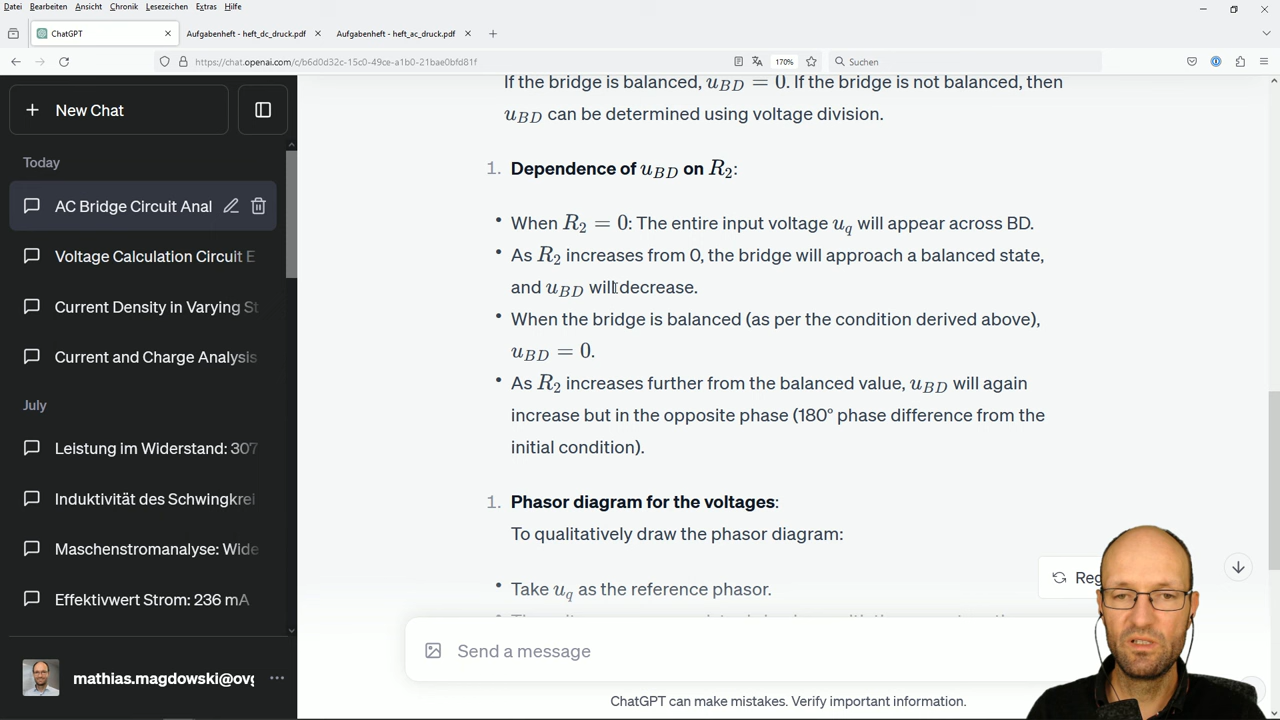 Datei Bearbeiten Ansicht Chronik Lesezeichen Extras Hilfe
ChatGPT
Aufgabenheft - heft_dc_druck.pdf
Aufgabenheft - heft_ac_druck.pdf
https://chat.openai.com/c/b6d0d32c-15c0-49ce-a1b0-21bae0bfd81f
170%
Suchen
New Chat
Today
AC Bridge Circuit Anal
Voltage Calculation Circuit E
Current Density in Varying St
Current and Charge Analysis
July
Leistung im Widerstand: 307
Induktivität des Schwingkrei
Maschenstromanalyse: Wide
Effektivwert Strom: 236 mA
mathias.magdowski@ovg
If the bridge is balanced, u_BD = 0. If the bridge is not balanced, then
u_BD can be determined using voltage division.
1. Dependence of u_BD on R_2:
• When R_2 = 0: The entire input voltage u_q will appear across BD.
• As R_2 increases from 0, the bridge will approach a balanced state,
and u_BD will decrease.
• When the bridge is balanced (as per the condition derived above),
u_BD = 0.
• As R_2 increases further from the balanced value, u_BD will again
increase but in the opposite phase (180° phase difference from the
initial condition).
1. Phasor diagram for the voltages:
To qualitatively draw the phasor diagram:
• Take u_q as the reference phasor.
Reg
Send a message
ChatGPT can make mistakes. Verify important information.